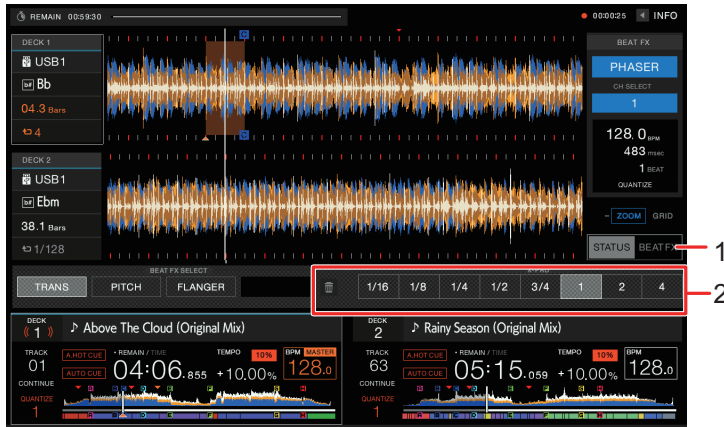 REMAIN 00:59:30
00:00:25 INFO
DECK 1
USB1
Bb
04.3 Bars
4
C
C
DECK 2
USB1
Ebm
38.1 Bars
1/128
BEAT FX
PHASER
CH SELECT
1
128.0 BPM
483 msec
1 BEAT
QUANTIZE
- ZOOM GRID
STATUS BEAT FX
1
BEAT FX SELECT
TRANS PITCH FLANGER
X-PAD
1/16 1/8 1/4 1/2 3/4 1 2 4
2
DECK
1
♪ Above The Cloud (Original Mix)
TRACK
01
CONTINUE
QUANTIZE
1
A.HOT CUE
AUTO CUE
• REMAIN / TIME
04:06.855
TEMPO 10%
+10.00%
BPM MASTER
128.0
DECK
2
♪ Rainy Season (Original Mix)
TRACK
63
CONTINUE
QUANTIZE
1
A.HOT CUE
AUTO CUE
• REMAIN / TIME
05:15.059
TEMPO 10%
+10.00%
BPM
128.0